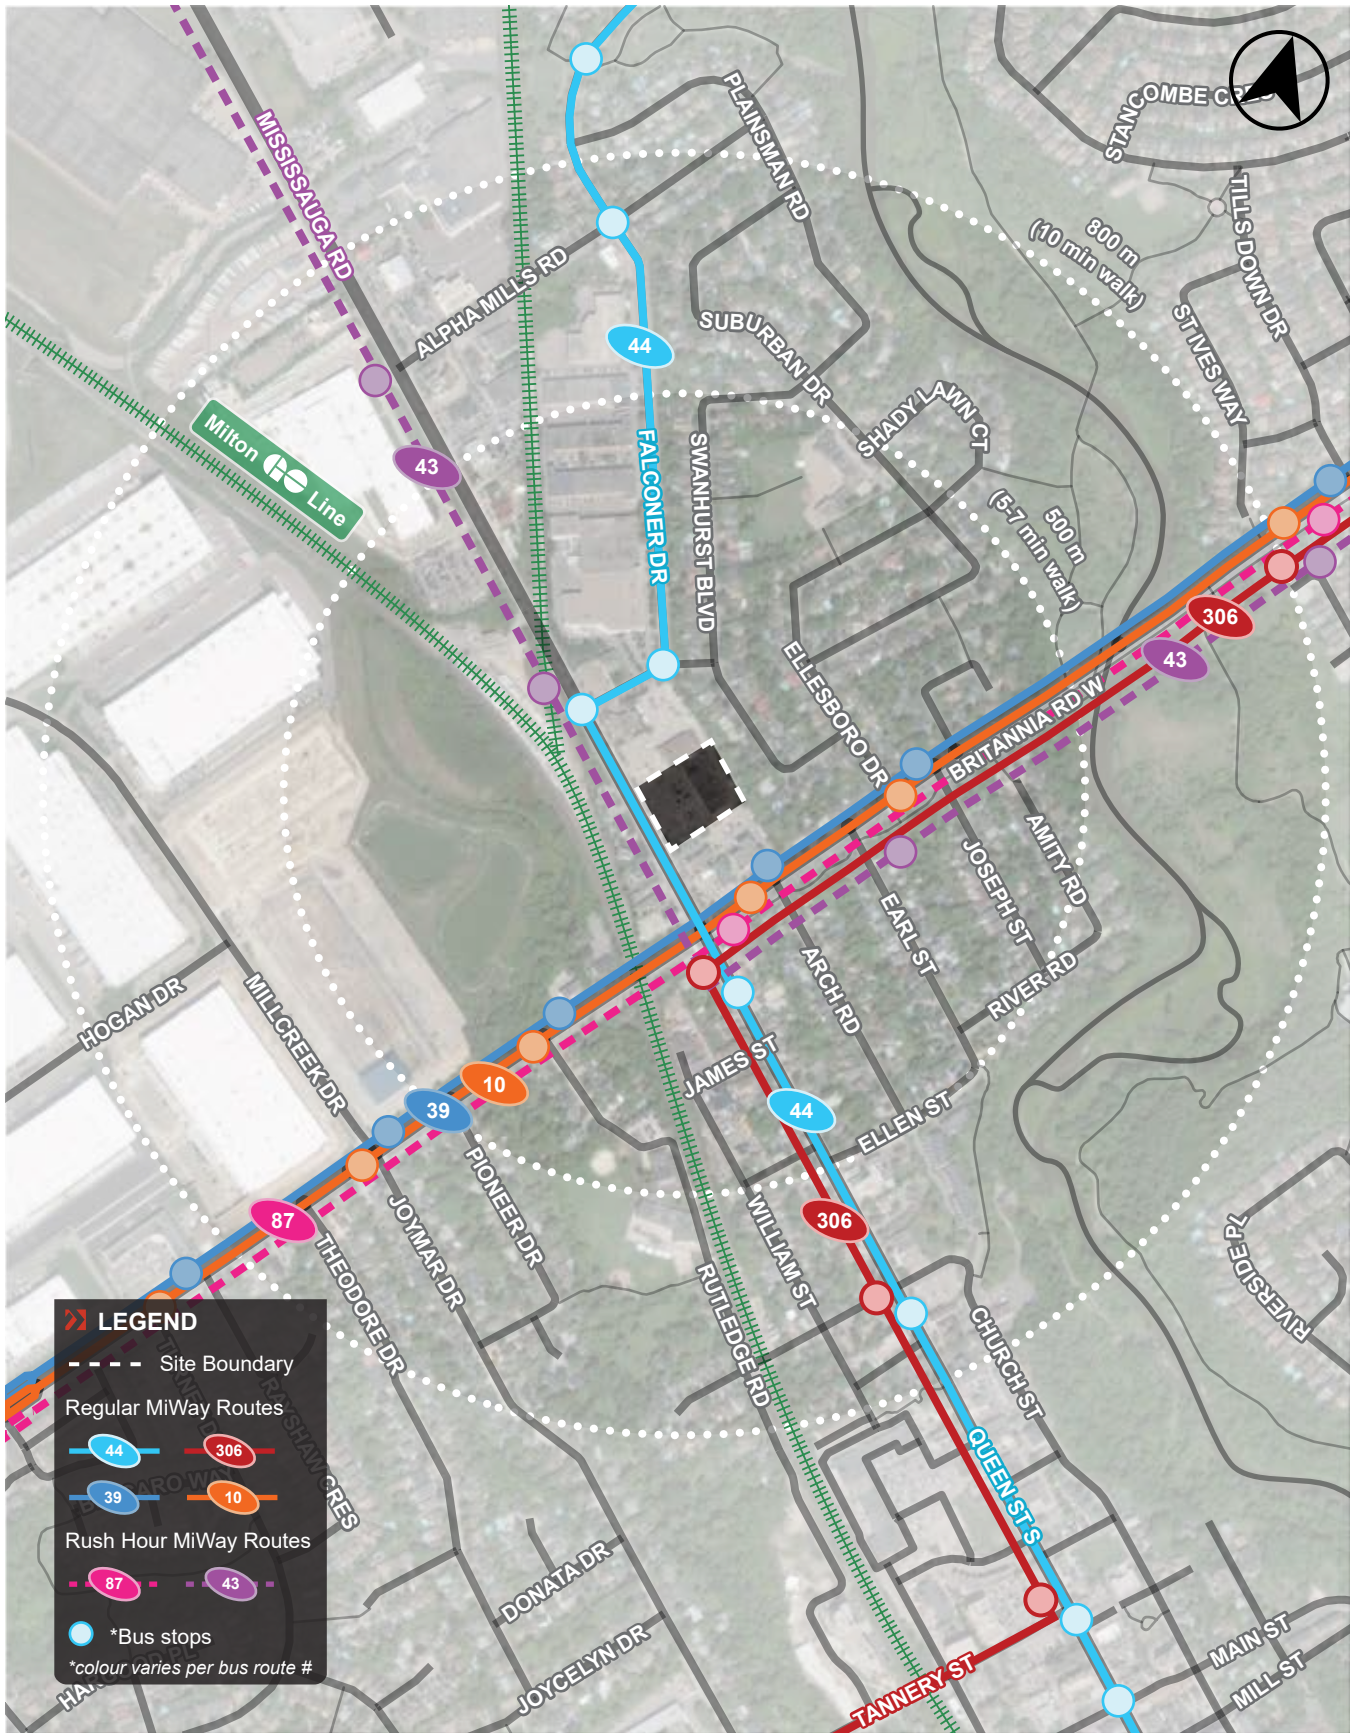 STANCOMBE CRES
PLAINSMAN RD
MISSISSAUGA RD
TILLS DOWN DR
800 m
(10 min walk)
ALPHA MILLS RD
ST IVES WAY
SUBURBAN DR
44
SHADY LAWN CT
Milton GO Line
43
FALCONER DR
SWANHURST BLVD
500 m
(5-7 min walk)
306
43
ELLESBORO DR
BRITANNIA RD W
AMITY RD
JOSEPH ST
EARL ST
ARCH RD
RIVER RD
HOGAN DR
MILLCREEK DR
JAMES ST
10
39
44
ELLEN ST
PIONEER DR
JOYMAR DR
87
THEODORE DR
WILLIAM ST
306
RUTLEDGE RD
RIVERSIDE PL
CHURCH ST
QUEEN ST S
DONATA DR
JOYCELYN DR
TANNERY ST
MAIN ST
MILL ST
LEGEND
Site Boundary
Regular MiWay Routes
44
306
39
10
Rush Hour MiWay Routes
87
43
*Bus stops
*colour varies per bus route #